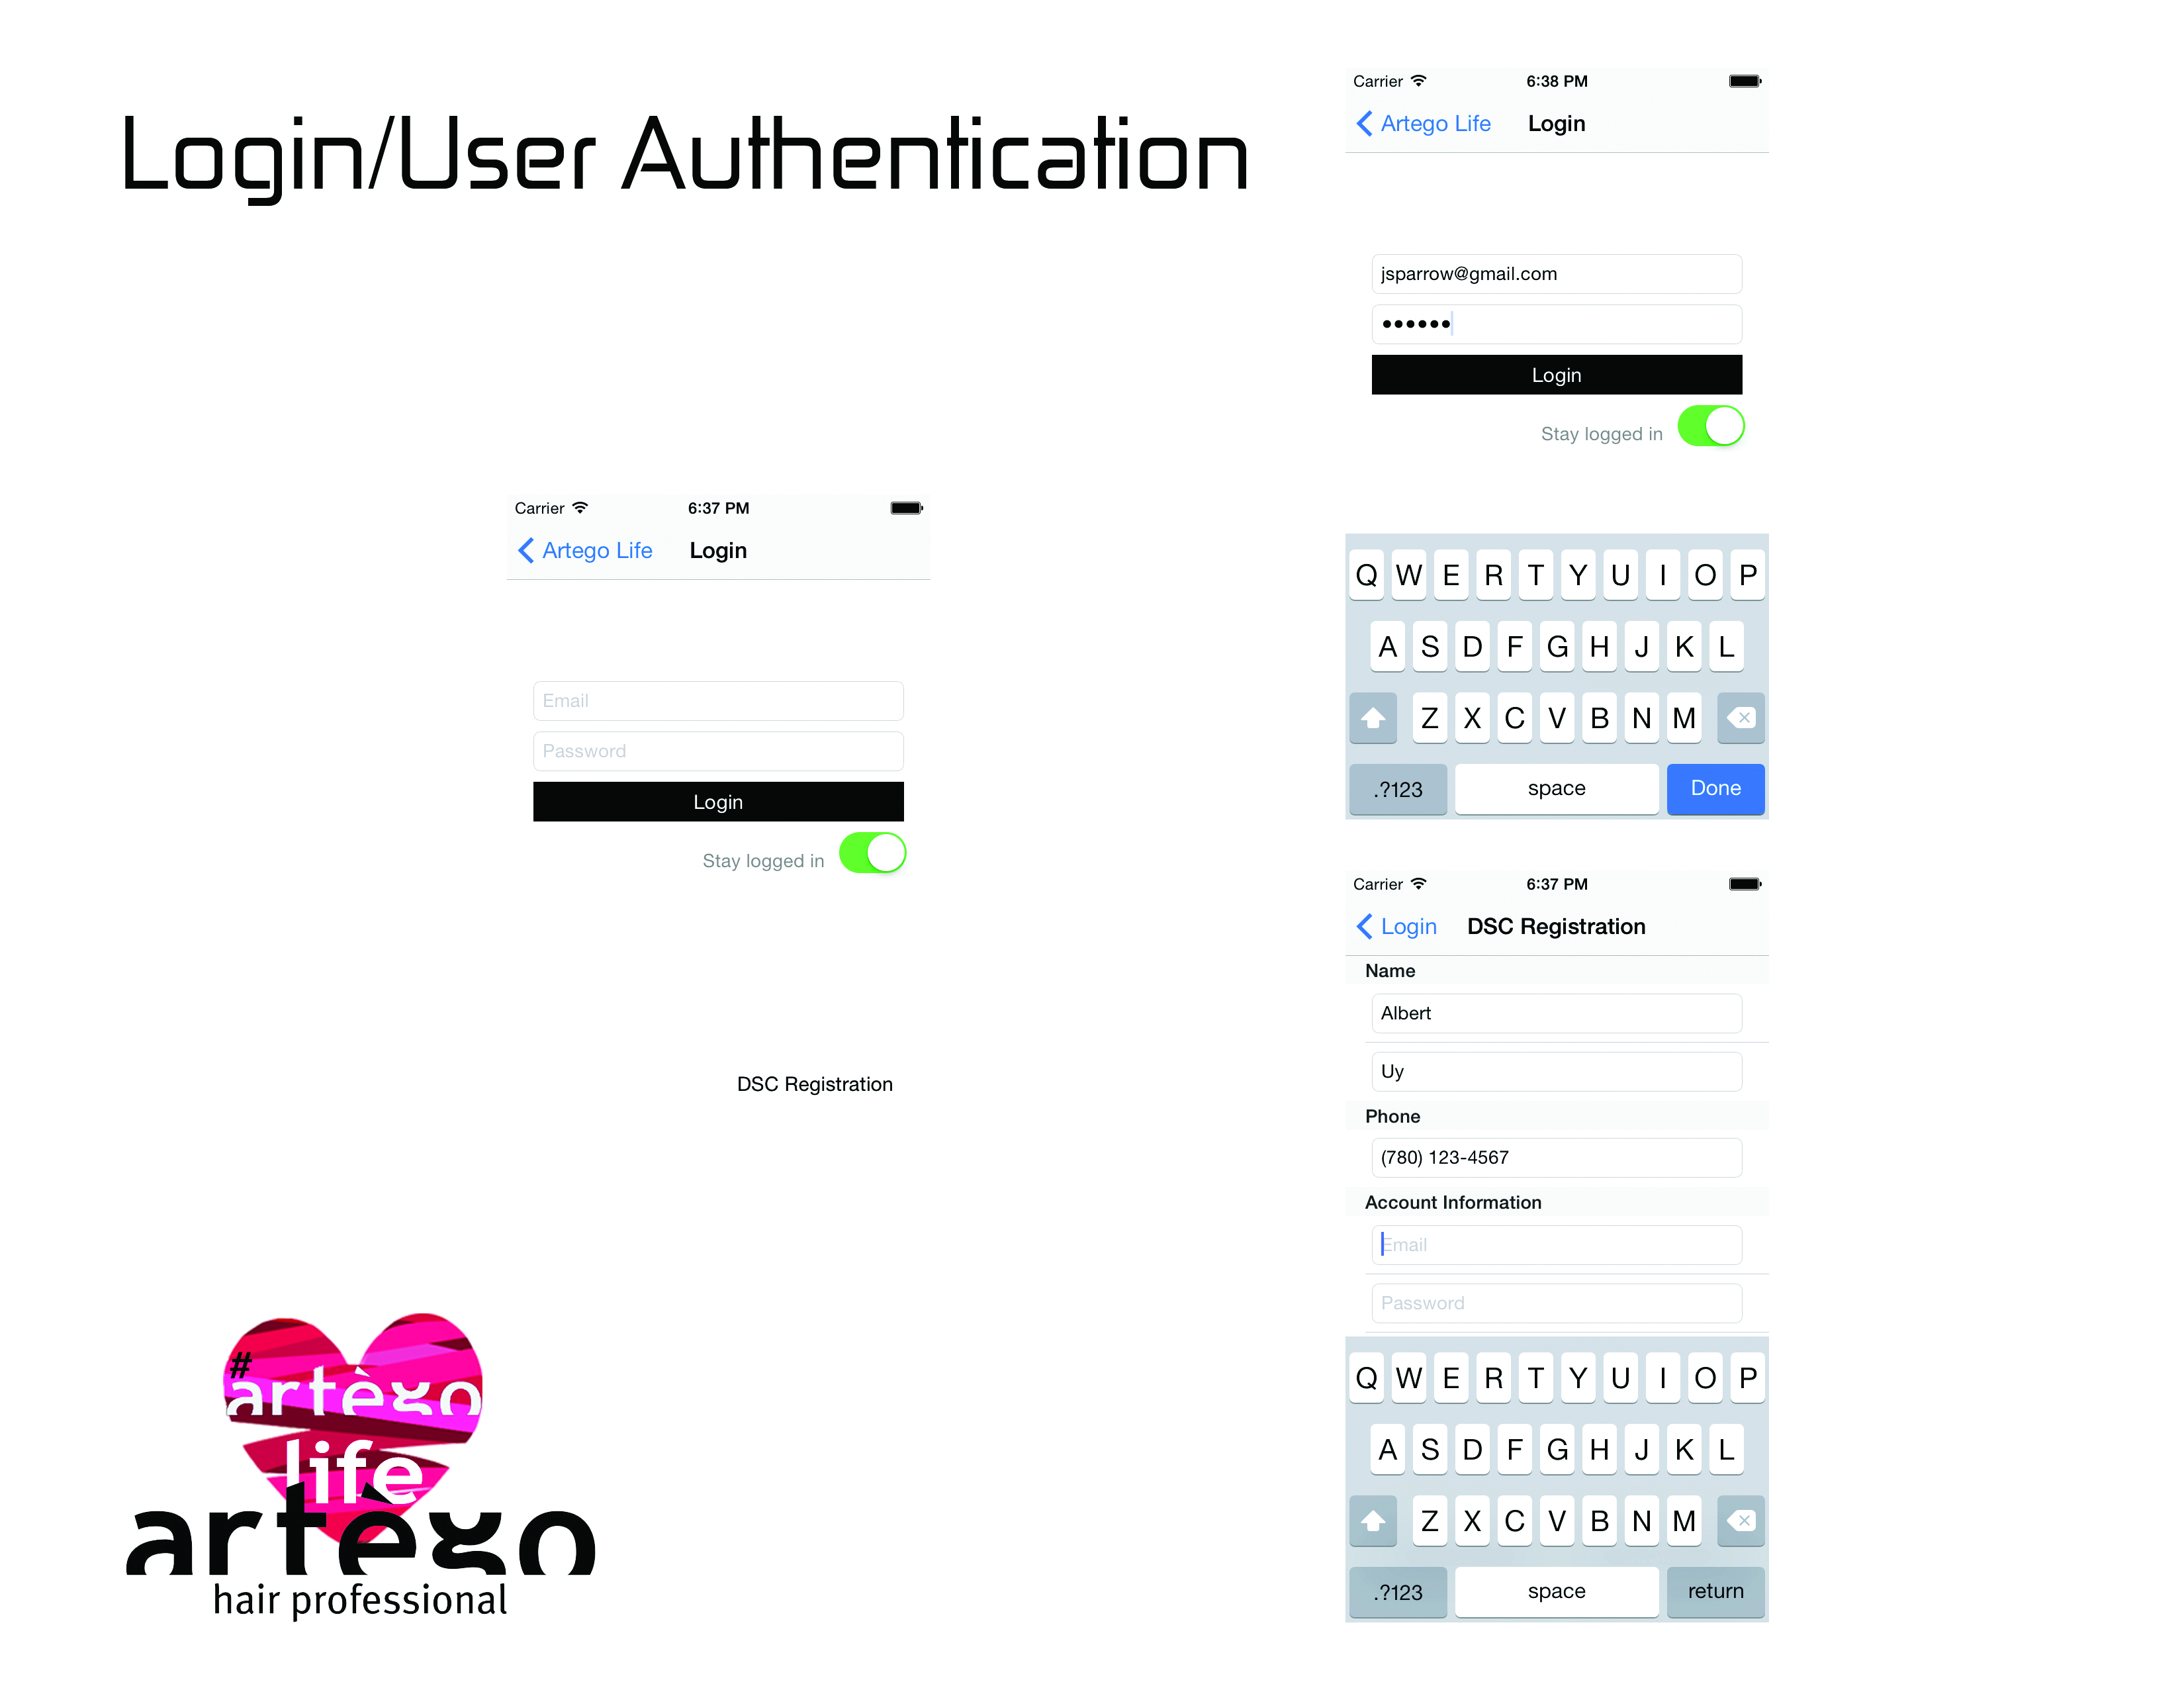 Login/User Authentication
Carrier 6:37 PM
Artego Life Login
Email
Password
Login
Stay logged in
DSC Registration
Carrier 6:38 PM
Artego Life Login
jsparrow@gmail.com
••••••
Login
Stay logged in
Q W E R T Y U I O P
A S D F G H J K L
Z X C V B N M
.?123 space Done
Carrier 6:37 PM
Login DSC Registration
Name
Albert
Uy
Phone
(780) 123-4567
Account Information
Email
Password
Q W E R T Y U I O P
A S D F G H J K L
Z X C V B N M
.?123 space return
#
artègo
life
artègo
hair professional